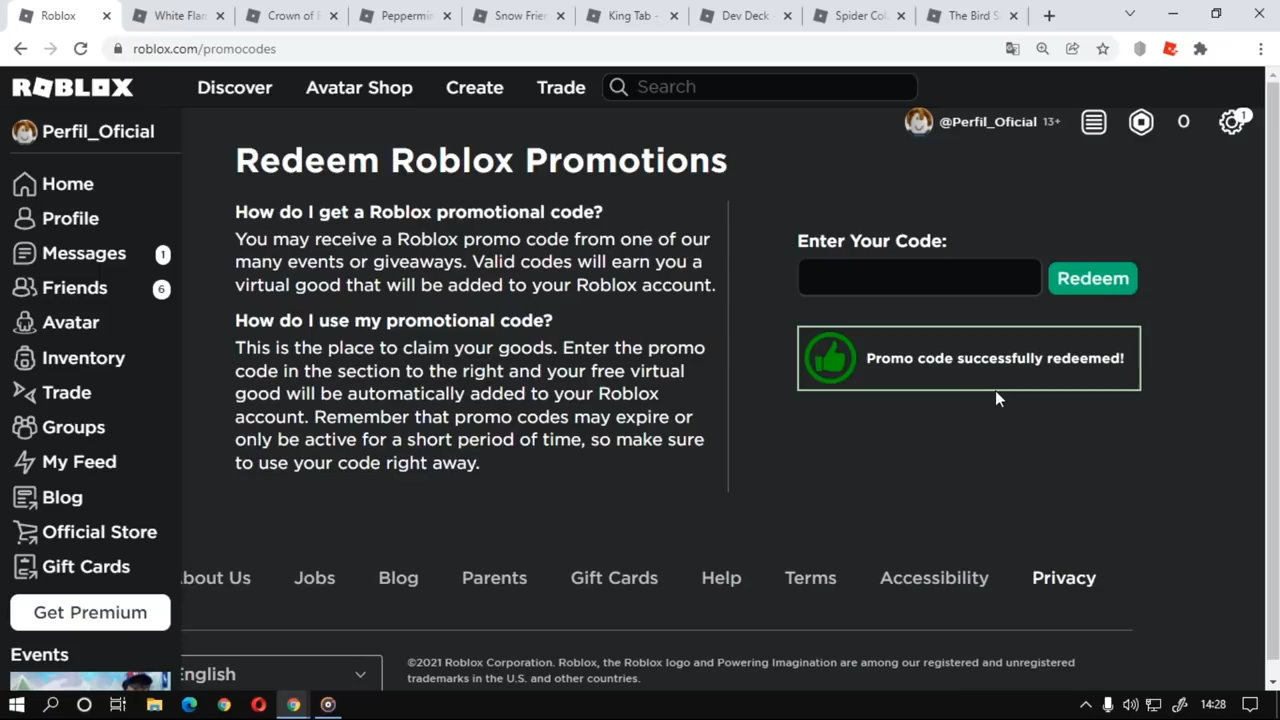 Roblox
White Flan
Crown of E
Peppermin
Snow Frie
King Tab -
Dev Deck -
Spider Co
The Bird S
roblox.com/promocodes
ROBLOX
Discover
Avatar Shop
Create
Trade
Search
Perfil_Oficial
@Perfil_Oficial 13+
0
1
Home
Profile
Messages 1
Friends 6
Avatar
Inventory
Trade
Groups
My Feed
Blog
Official Store
Gift Cards
Get Premium
Events
Redeem Roblox Promotions
How do I get a Roblox promotional code?
You may receive a Roblox promo code from one of our
many events or giveaways. Valid codes will earn you a
virtual good that will be added to your Roblox account.
How do I use my promotional code?
This is the place to claim your goods. Enter the promo
code in the section to the right and your free virtual
good will be automatically added to your Roblox
account. Remember that promo codes may expire or
only be active for a short period of time, so make sure
to use your code right away.
Enter Your Code:
Redeem
Promo code successfully redeemed!
bout Us
Jobs
Blog
Parents
Gift Cards
Help
Terms
Accessibility
Privacy
nglish
©2021 Roblox Corporation. Roblox, the Roblox logo and Powering Imagination are among our registered and unregistered
trademarks in the U.S. and other countries.
14:28